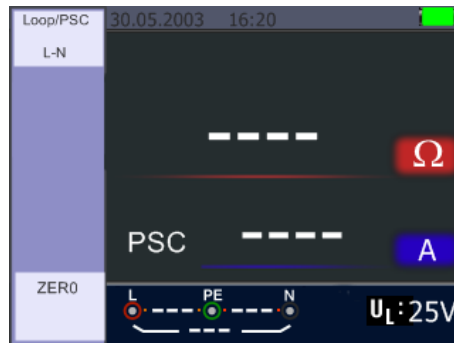 Loop/PSC 30.05.2003 16:20
L-N
---- Ω
PSC ---- A
ZER0
L PE N
--- ---
---
UL:25V